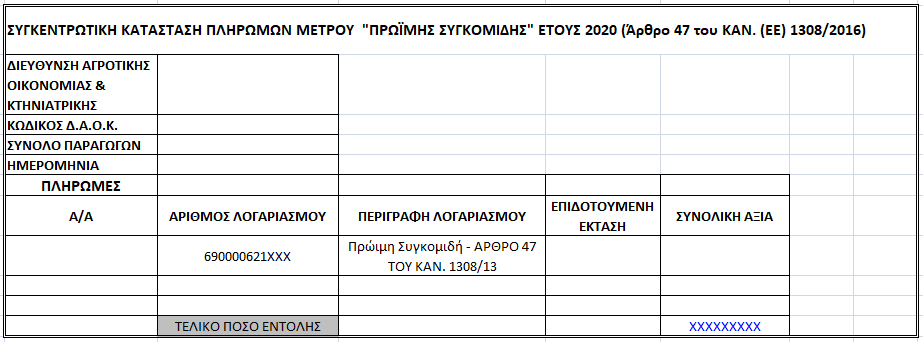 ΣΥΓΚΕΝΤΡΩΤΙΚΗ ΚΑΤΑΣΤΑΣΗ ΠΛΗΡΩΜΩΝ ΜΕΤΡΟΥ "ΠΡΩΪΜΗΣ ΣΥΓΚΟΜΙΔΗΣ" ΕΤΟΥΣ 2020 (Άρθρο 47 του ΚΑΝ. (ΕΕ) 1308/2016)
ΔΙΕΥΘΥΝΣΗ ΑΓΡΟΤΙΚΗΣ
ΟΙΚΟΝΟΜΙΑΣ &
ΚΤΗΝΙΑΤΡΙΚΗΣ
ΚΩΔΙΚΟΣ Δ.Α.Ο.Κ.
ΣΥΝΟΛΟ ΠΑΡΑΓΩΓΩΝ
ΗΜΕΡΟΜΗΝΙΑ
ΠΛΗΡΩΜΕΣ
Α/Α
ΑΡΙΘΜΟΣ ΛΟΓΑΡΙΑΣΜΟΥ
ΠΕΡΙΓΡΑΦΗ ΛΟΓΑΡΙΑΣΜΟΥ
ΕΠΙΔΟΤΟΥΜΕΝΗ
ΕΚΤΑΣΗ
ΣΥΝΟΛΙΚΗ ΑΞΙΑ
690000621XXX
Πρώιμη Συγκομιδή - ΑΡΘΡΟ 47
ΤΟΥ ΚΑΝ. 1308/13
ΤΕΛΙΚΟ ΠΟΣΟ ΕΝΤΟΛΗΣ
XXXXXXXXX